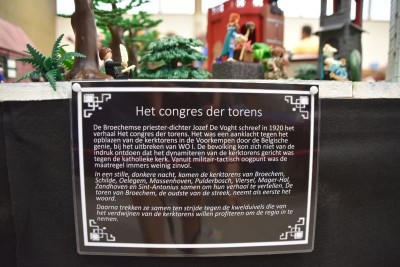 Het congres der torens
De Broechemse priester-dichter Jozef De Voght schreef in 1920 het
verhaal Het congres der torens. Het was een aanklacht tegen het
opblazen van de kerktorens in de Voorkempen door de Belgische
genie, bij het uitbreken van WO I. De bevolking kon zich niet van de
indruk ontdoen dat het dynamiteren van de kerktorens gericht was
tegen de katholieke kerk. Vanuit militair-tactisch oogpunt was de
maatregel immers weinig zinvol.
In een stille, donkere nacht, komen de kerktorens van Broechem,
Schilde, Oelegem, Massenhoven, Pulderbosch, Viersel, Magor-Hof,
Zandhoven en Sint-Antonius samen om hun verhaal te vertellen. De
toren van Broechem, de oudste van de streek, neemt als eerste het
woord.
Daarna trekken ze samen ten strijde tegen de kweldduivels die van
het verdwijnen van de kerktorens willen profiteren om de regio in te
nemen.